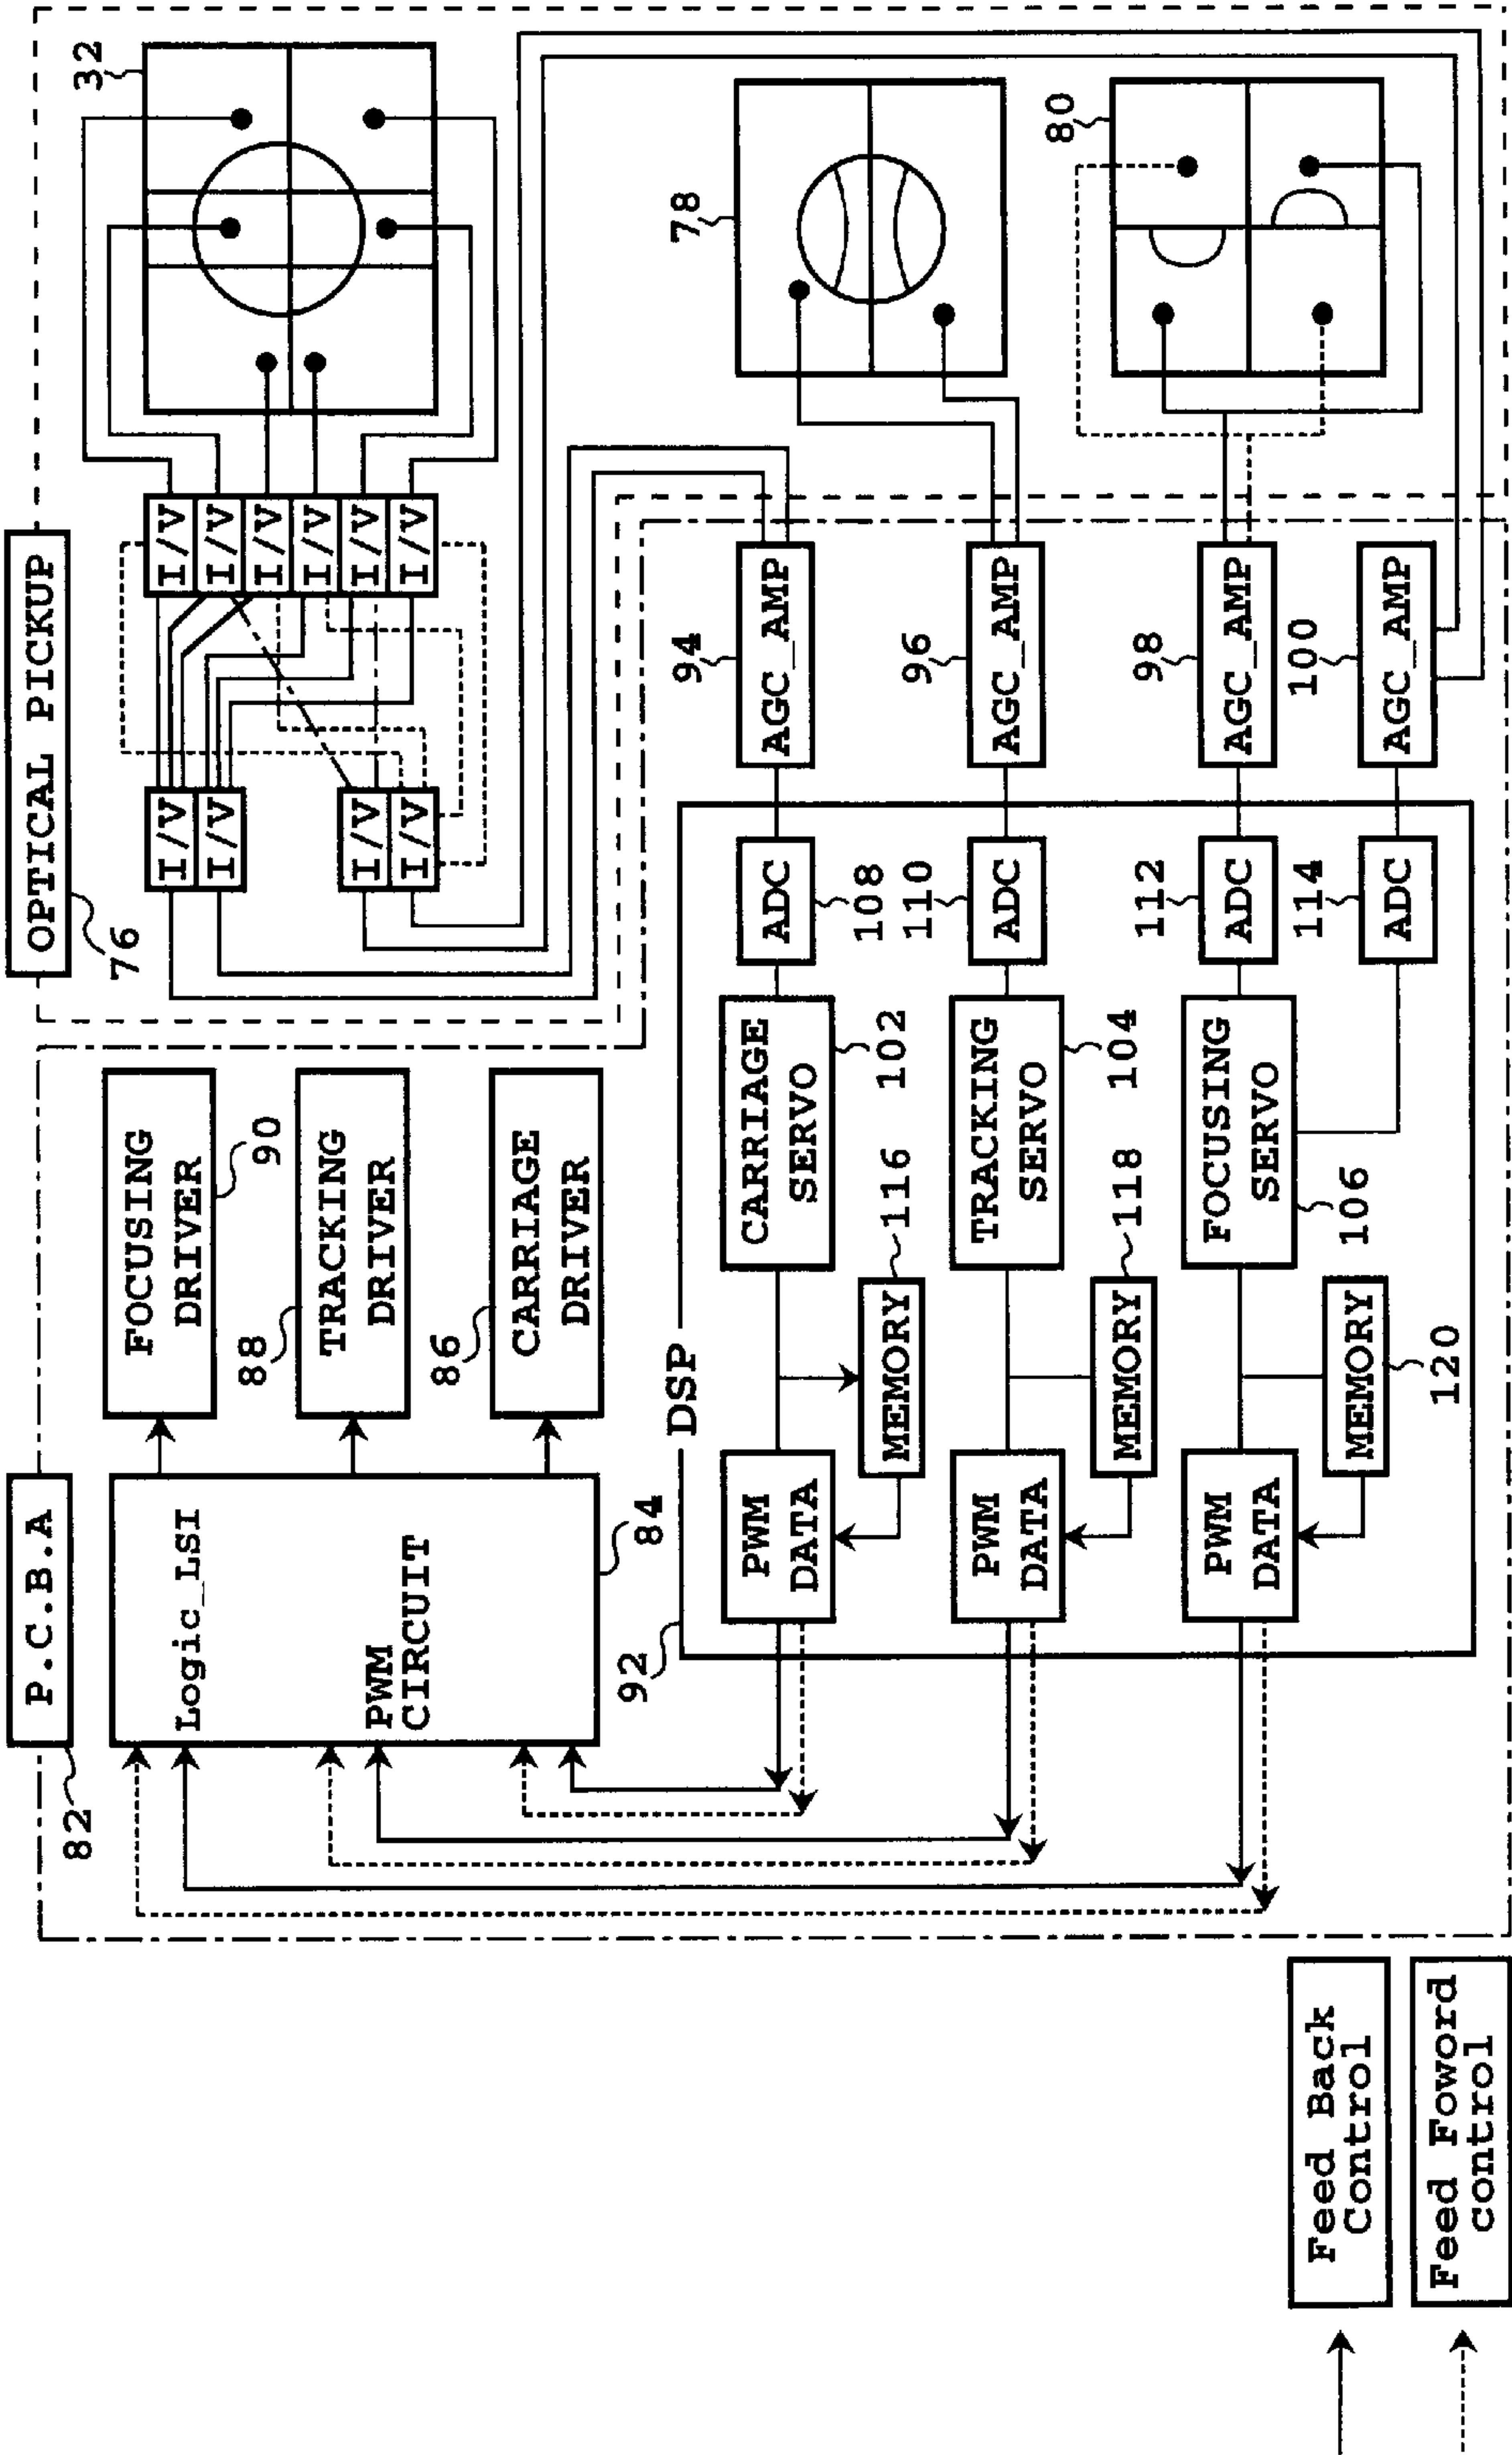 P.C.B.A
82
OPTICAL PICKUP
76
32
Logic_LSI
PWM
CIRCUIT
84
FOCUSING
DRIVER
90
TRACKING
DRIVER
88
CARRIAGE
DRIVER
86
I/V
I/V
I/V
I/V
I/V
I/V
I/V
I/V
I/V
I/V
78
80
DSP
92
PWM
DATA
MEMORY
116
CARRIAGE
SERVO
102
ADC
108
AGC_AMP
94
PWM
DATA
MEMORY
118
TRACKING
SERVO
104
ADC
110
AGC_AMP
96
PWM
DATA
MEMORY
120
FOCUSING
SERVO
106
ADC
112
AGC_AMP
98
ADC
114
AGC_AMP
100
Feed Back
Control
Feed Foword
control